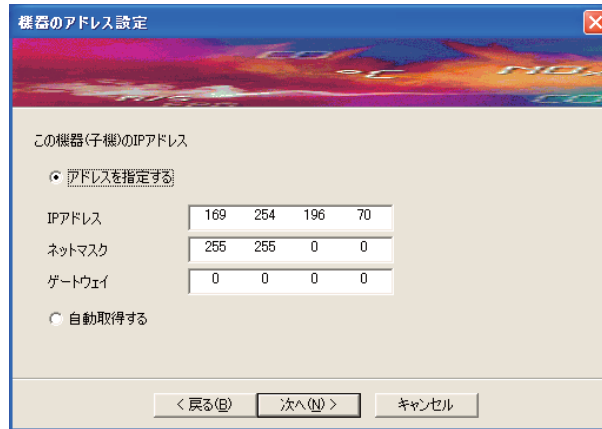 機器のアドレス設定
CO
℃
NO2
この機器(子機)のIPアドレス
アドレスを指定する
IPアドレス 169 254 196 70
ネットマスク 255 255 0 0
ゲートウェイ 0 0 0 0
自動取得する
< 戻る(B) 次へ(N) > キャンセル